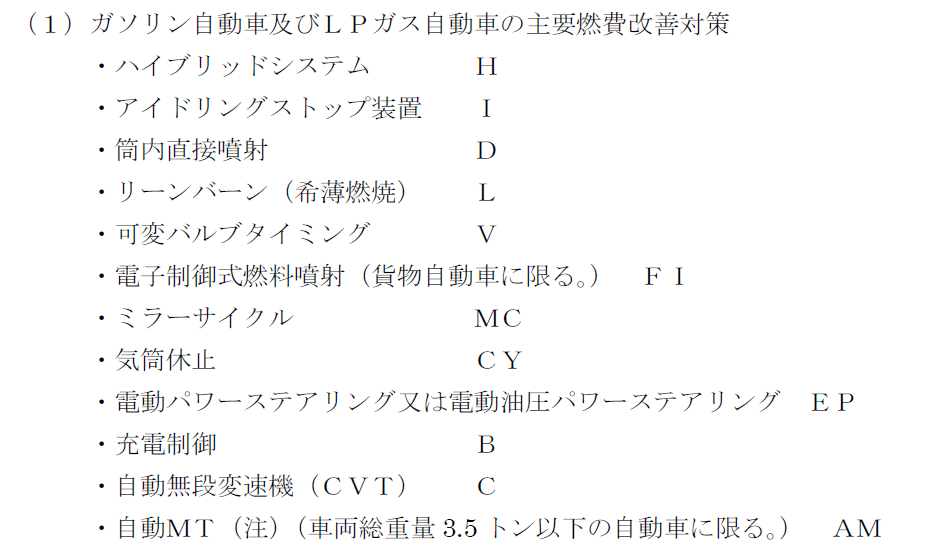 （１）ガソリン自動車及びＬＰガス自動車の主要燃費改善対策
・ハイブリッドシステム　Ｈ
・アイドリングストップ装置　Ｉ
・筒内直接噴射　Ｄ
・リーンバーン（希薄燃焼）　Ｌ
・可変バルブタイミング　Ｖ
・電子制御式燃料噴射（貨物自動車に限る。）　ＦＩ
・ミラーサイクル　ＭＣ
・気筒休止　ＣＹ
・電動パワーステアリング又は電動油圧パワーステアリング　ＥＰ
・充電制御　Ｂ
・自動無段変速機（ＣＶＴ）　Ｃ
・自動ＭＴ（注）（車両総重量 3.5 トン以下の自動車に限る。）　ＡＭ